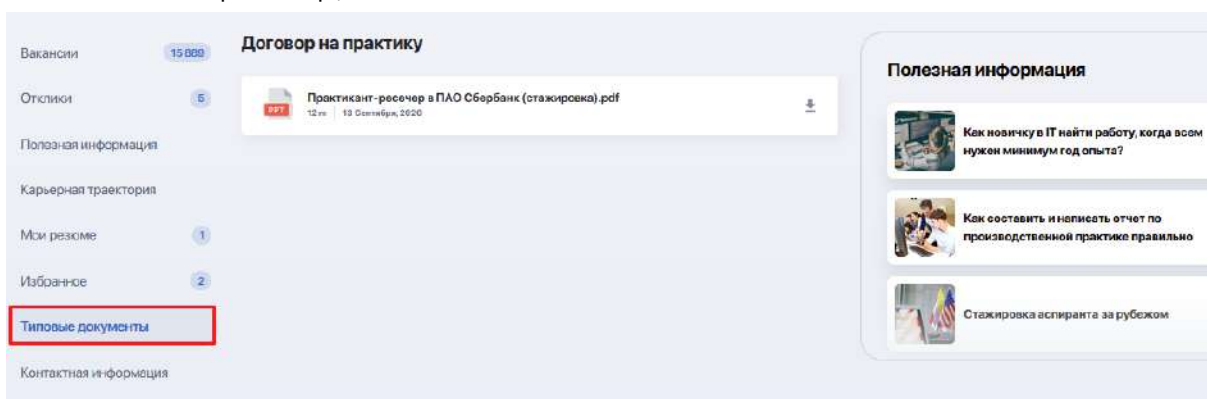 Вакансии 15 889
Отклики 5
Полезная информация
Карьерная траектория
Мои резюме 1
Избранное 2
Типовые документы
Контактная информация
Договор на практику
PPT
Практикант-ресечер в ПАО Сбербанк (стажировка).pdf
13 Сентября, 2020
Полезная информация
Как новичку в IT найти работу, когда всем
нужен минимум год опыта?
Как составить и написать отчет по
производственной практике правильно
Стажировка аспиранта за рубежом